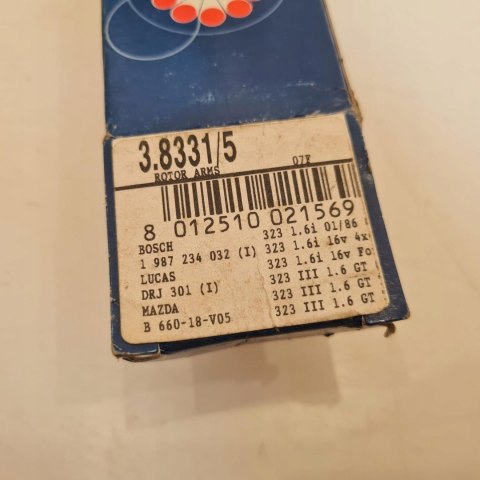 3.8331/5
ROTOR ARMS 07F
8 012510 021569
BOSCH 323 1.6i 01/86
1 987 234 032 (I) 323 1.6i 16v 4x
LUCAS 323 1.6i 16v Fo
DRJ 301 (I) 323 III 1.6 GT
MAZDA 323 III 1.6 GT
B 660-18-V05 323 III 1.6 GT